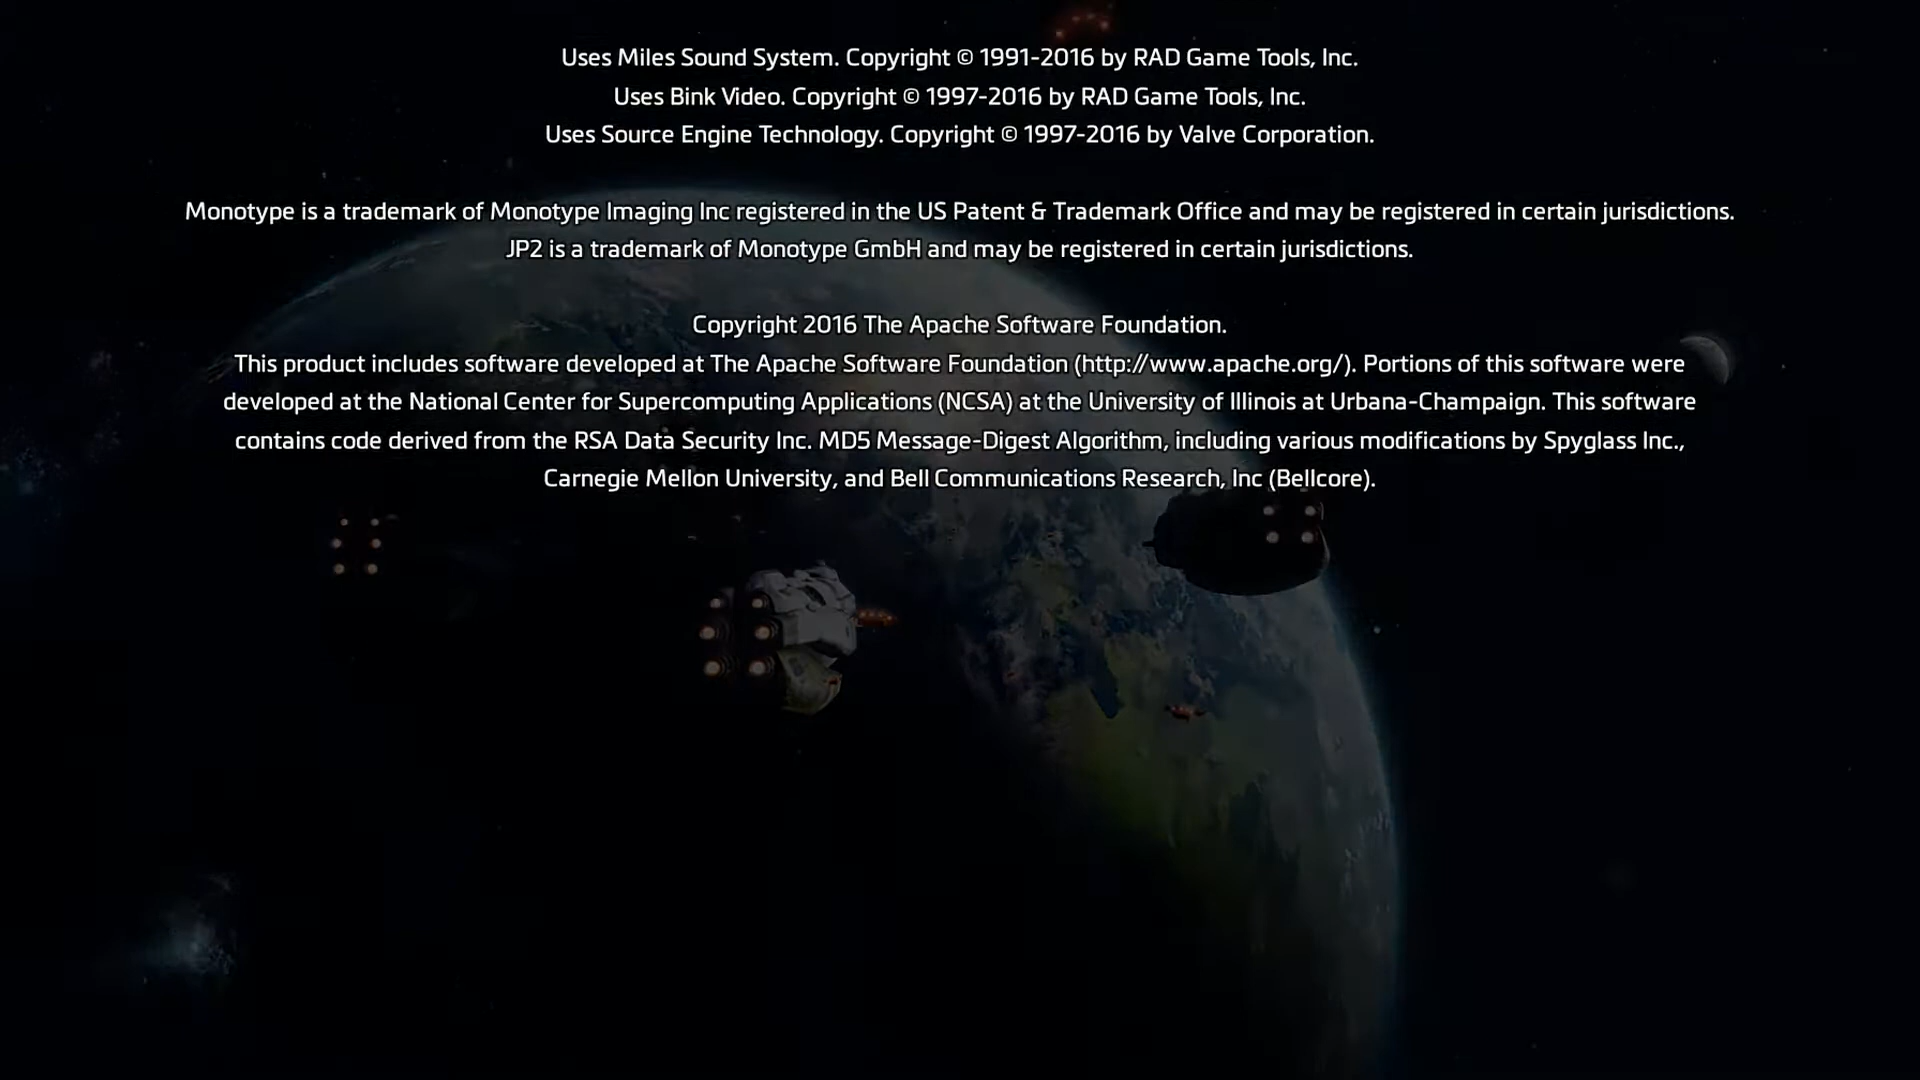 Uses Miles Sound System. Copyright © 1991-2016 by RAD Game Tools, Inc.
Uses Bink Video. Copyright © 1997-2016 by RAD Game Tools, Inc.
Uses Source Engine Technology. Copyright © 1997-2016 by Valve Corporation.
Monotype is a trademark of Monotype Imaging Inc registered in the US Patent & Trademark Office and may be registered in certain jurisdictions.
JP2 is a trademark of Monotype GmbH and may be registered in certain jurisdictions.
Copyright 2016 The Apache Software Foundation.
This product includes software developed at The Apache Software Foundation (http://www.apache.org/). Portions of this software were
developed at the National Center for Supercomputing Applications (NCSA) at the University of Illinois at Urbana-Champaign. This software
contains code derived from the RSA Data Security Inc. MD5 Message-Digest Algorithm, including various modifications by Spyglass Inc.,
Carnegie Mellon University, and Bell Communications Research, Inc (Bellcore).